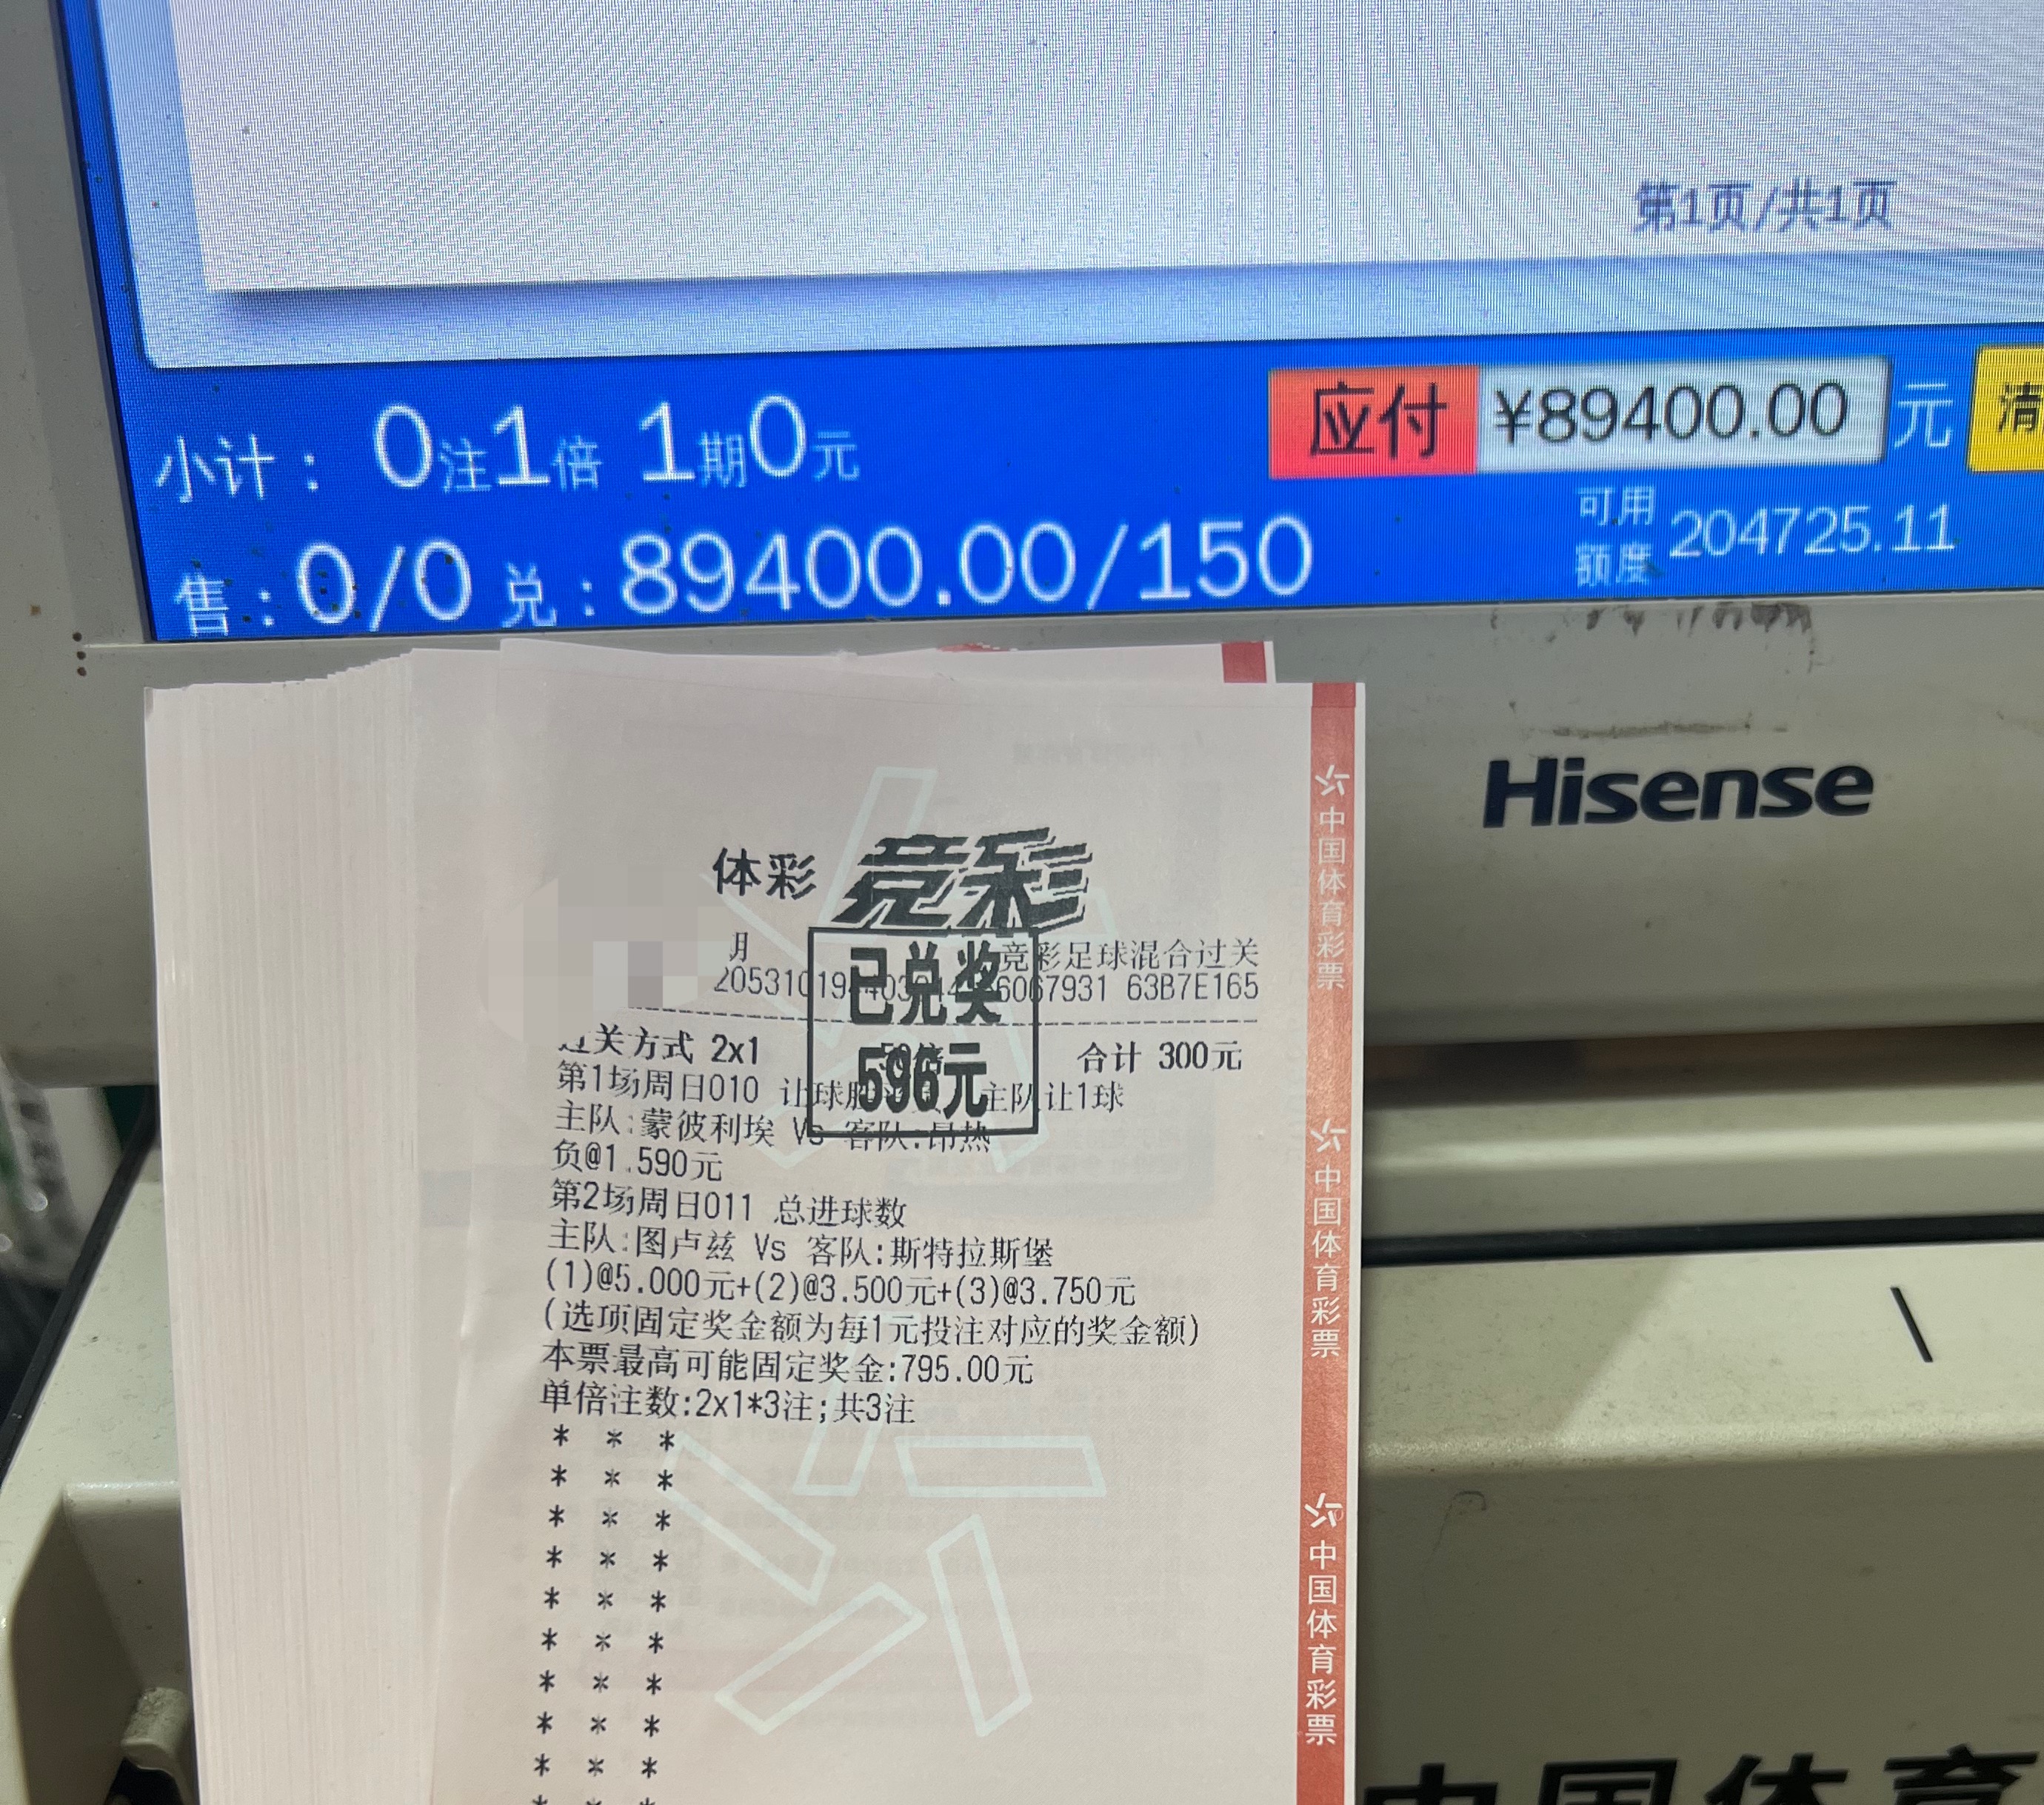 第1页/共1页
小计： 0注1倍 1期0元
应付 ¥89400.00 元 清
售：0/0 兑：89400.00/150
可用额度 204725.11
Hisense
体彩 竞彩
竞彩足球混合过关
6067931 63B7E165
已兑奖
596元
关方式 2x1 合计 300元
第1场周日010 让球 主队让1球
主队:蒙彼利埃 Vs 客队:昂热
负@1.590元
第2场周日011 总进球数
主队:图卢兹 Vs 客队:斯特拉斯堡
(1)@5.000元+(2)@3.500元+(3)@3.750元
(选项固定奖金额为每1元投注对应的奖金额)
本票最高可能固定奖金:795.00元
单倍注数:2x1*3注;共3注
* * *
* * *
* * *
* * *
* * *
* * *
* * *
* * *
* * *
* * *
中国体育彩票
中国体育彩票
中国体育彩票
中国体育